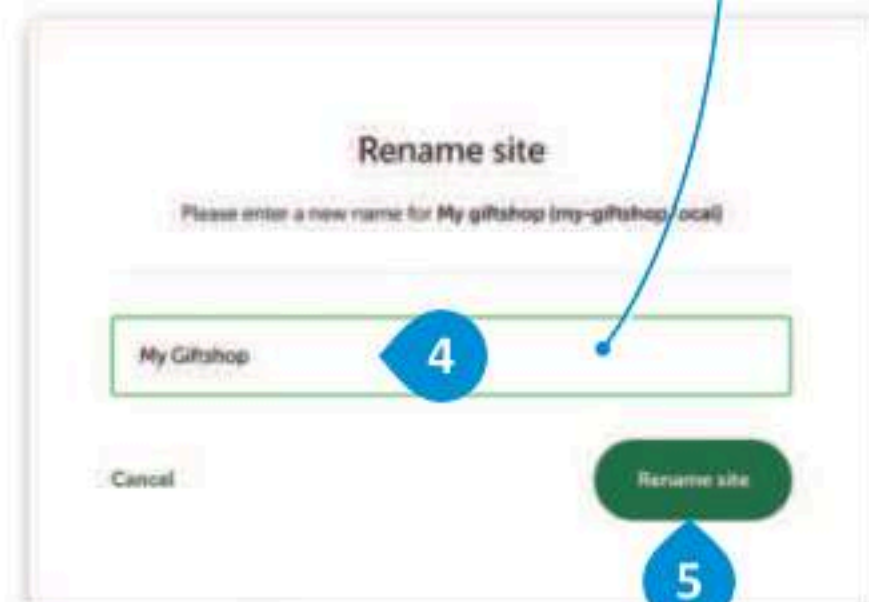 Rename site
Please enter a new name for My giftshop (my-giftshop.local)
My Giftshop
4
Cancel
Rename site
5